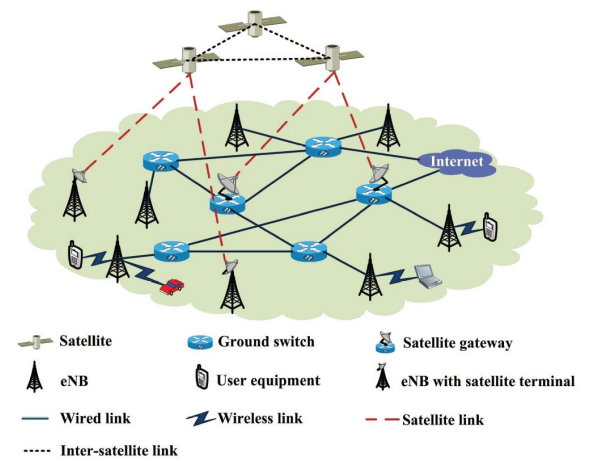 Internet
Satellite
Ground switch
Satellite gateway
eNB
User equipment
eNB with satellite terminal
Wired link
Wireless link
Satellite link
Inter-satellite link